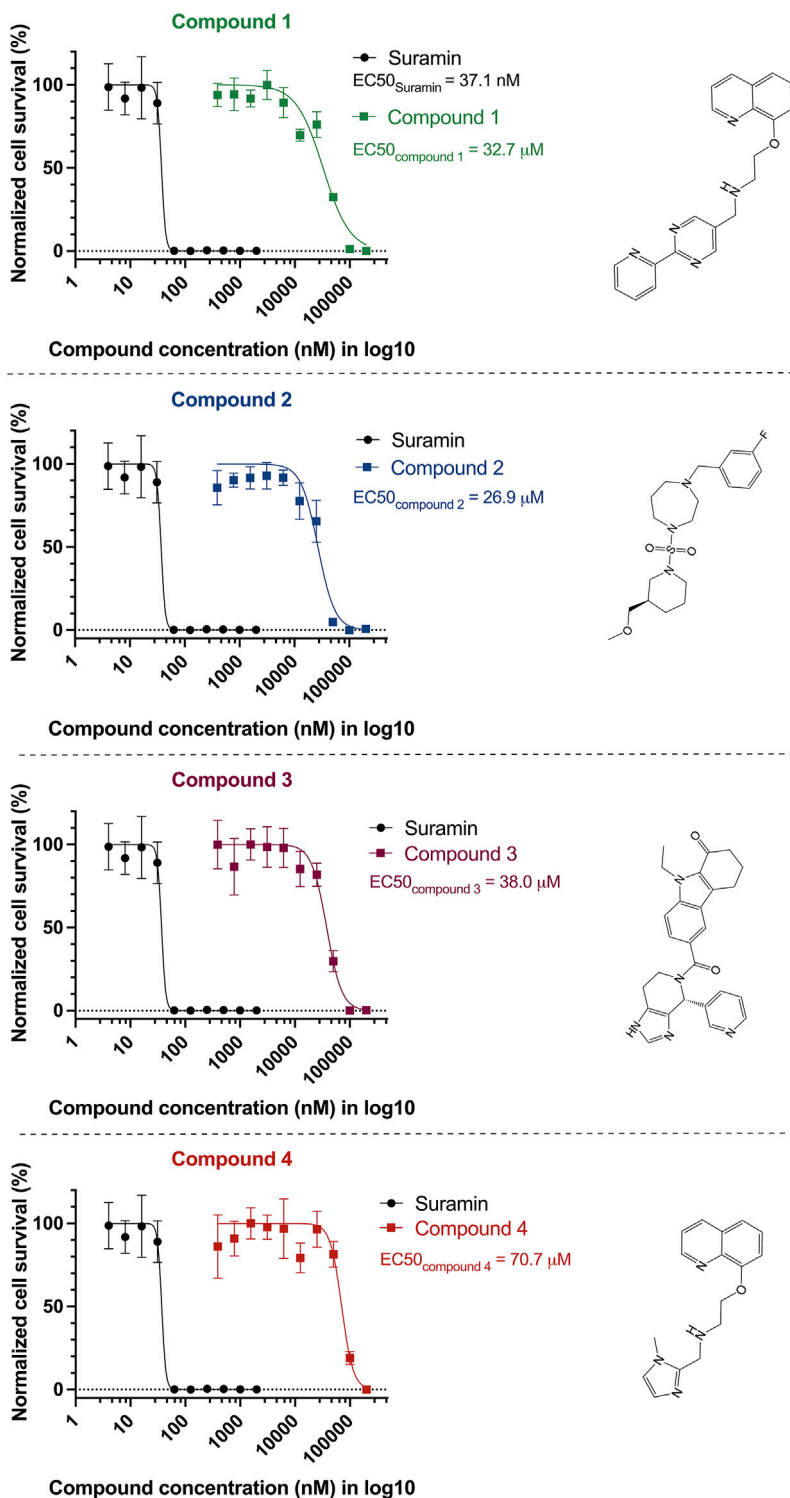 Compound 1
Normalized cell survival (%)
100
50
0
1
10
100
1000
10000
100000
Compound concentration (nM) in log10
Suramin
EC50Suramin = 37.1 nM
Compound 1
EC50compound 1 = 32.7 μM
N
O
H
N
N
N
N
Compound 2
Normalized cell survival (%)
100
50
0
1
10
100
1000
10000
100000
Compound concentration (nM) in log10
Suramin
Compound 2
EC50compound 2 = 26.9 μM
F
N
N
O
S
O
N
O
Compound 3
Normalized cell survival (%)
100
50
0
1
10
100
1000
10000
100000
Compound concentration (nM) in log10
Suramin
Compound 3
EC50compound 3 = 38.0 μM
O
N
N
O
HN
N
N
Compound 4
Normalized cell survival (%)
100
50
0
1
10
100
1000
10000
100000
Compound concentration (nM) in log10
Suramin
Compound 4
EC50compound 4 = 70.7 μM
N
O
H
N
N
N